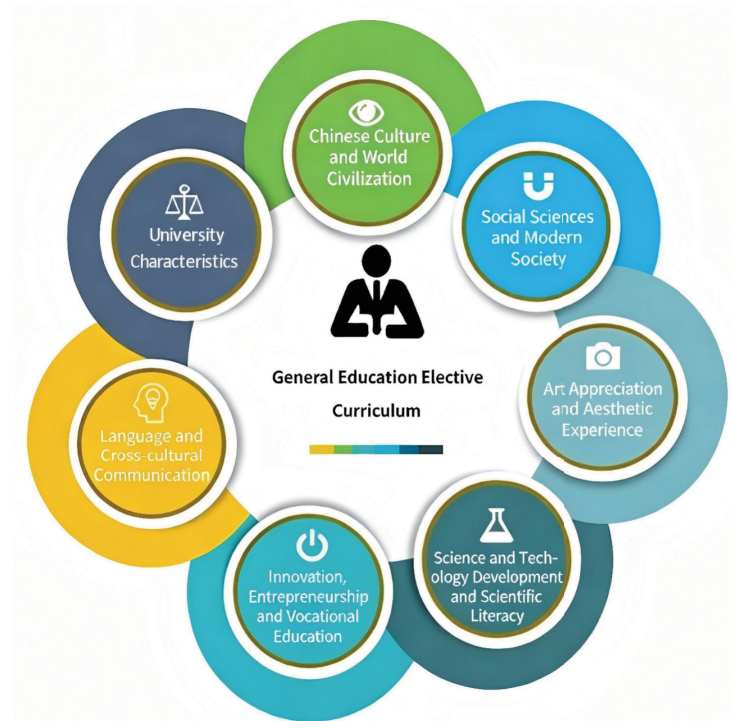 Chinese Culture
and World
Civilization
Social Sciences
and Modern
Society
Art Appreciation
and Aesthetic
Experience
Science and Tech-
ology Development
and Scientific
Literacy
Innovation,
Entrepreneurship
and Vocational
Education
Language and
Cross-cultural
Communication
University
Characteristics
General Education Elective
Curriculum